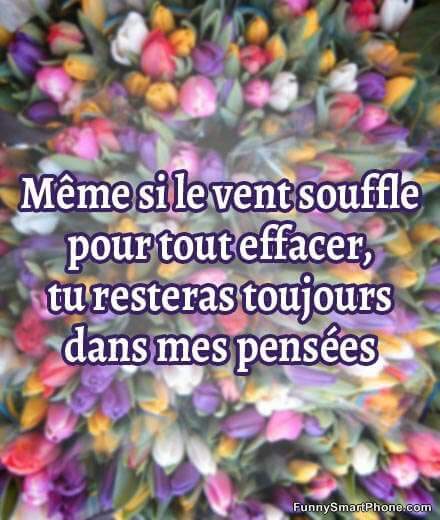 Même si le vent souffle
pour tout effacer,
tu resteras toujours
dans mes pensées
FunnySmartPhone.com